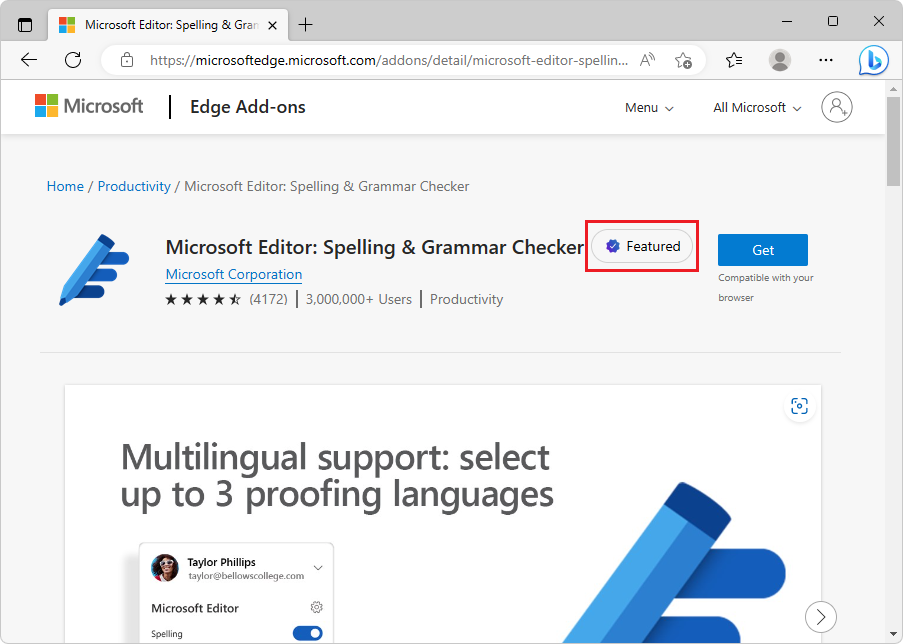 Microsoft Editor: Spelling & Gran
https://microsoftedge.microsoft.com/addons/detail/microsoft-editor-spellin...
Microsoft | Edge Add-ons Menu All Microsoft
Home / Productivity / Microsoft Editor: Spelling & Grammar Checker
Microsoft Editor: Spelling & Grammar Checker Featured Get
Microsoft Corporation
Compatible with your
browser
(4172) | 3,000,000+ Users | Productivity
Multilingual support: select
up to 3 proofing languages
Taylor Phillips
taylor@bellowscollege.com
Microsoft Editor
Spelling